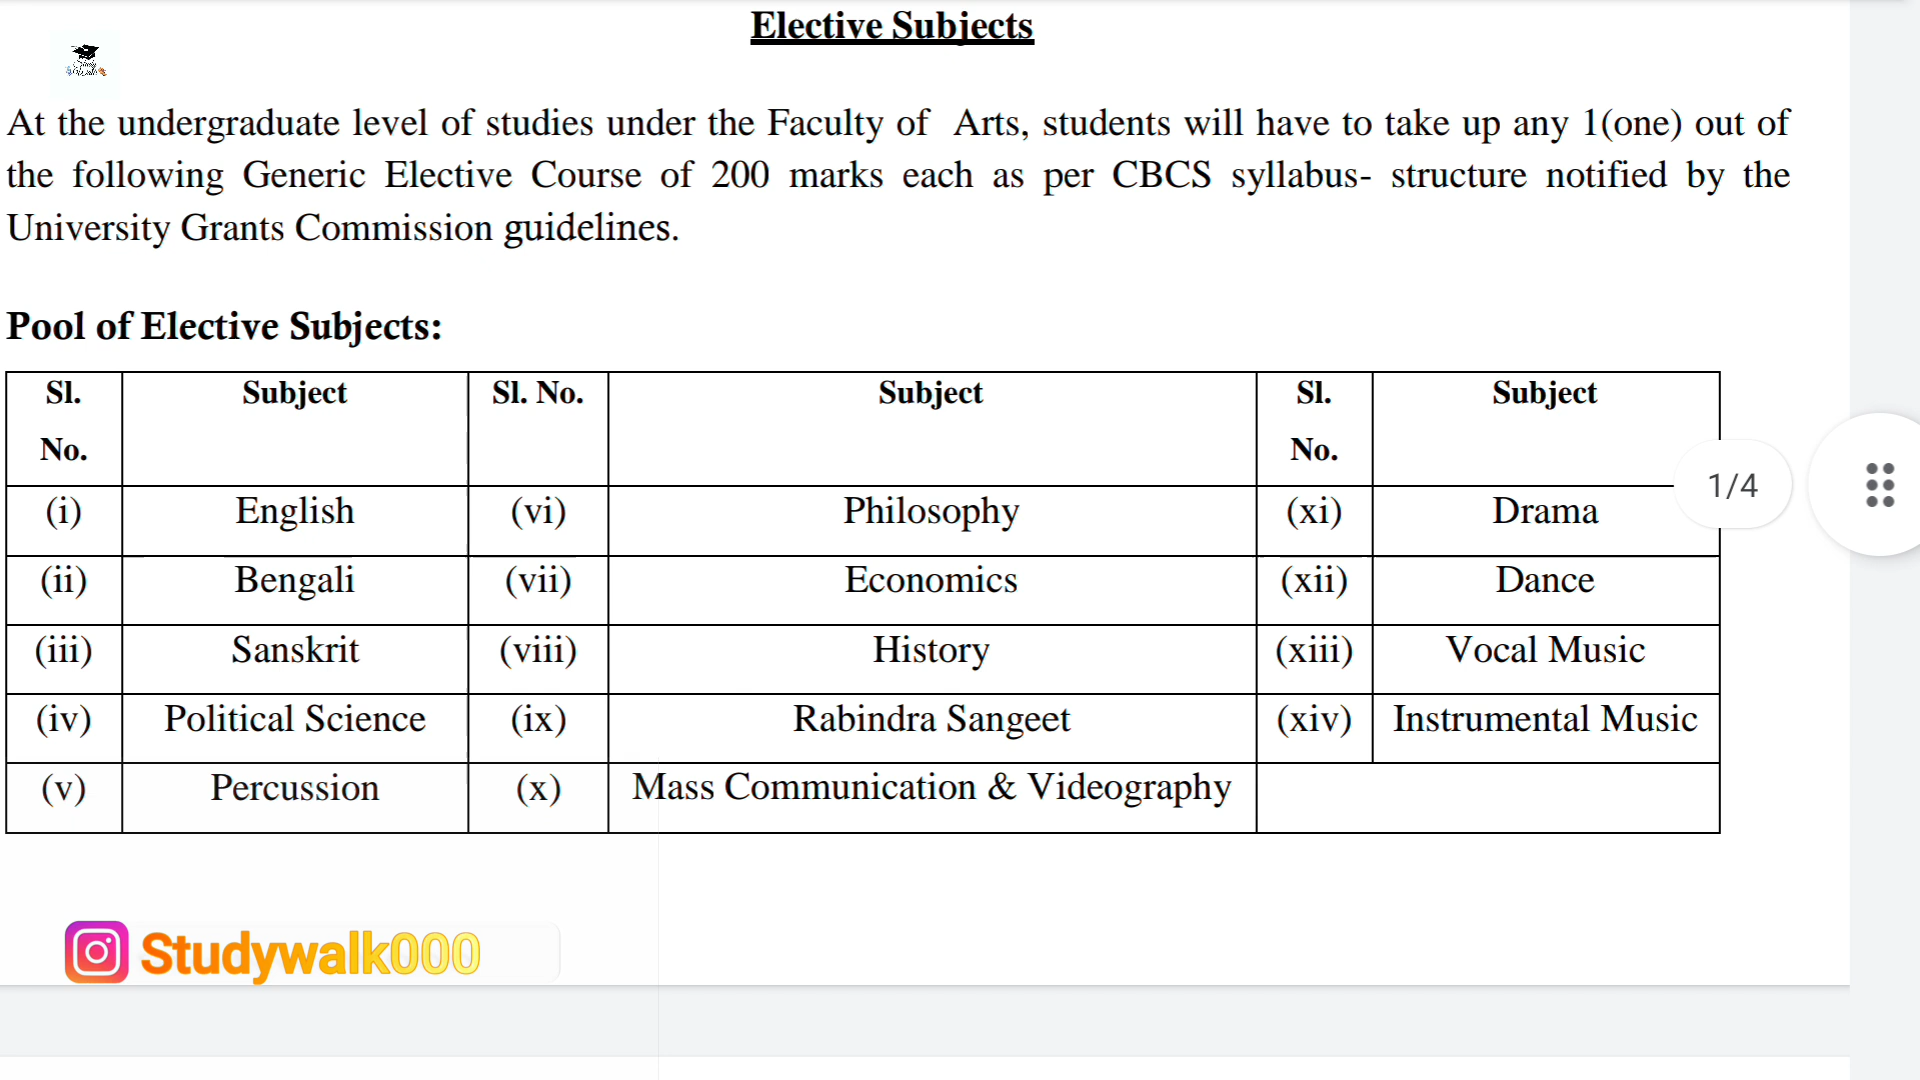 Elective Subjects
At the undergraduate level of studies under the Faculty of Arts, students will have to take up any 1(one) out of
the following Generic Elective Course of 200 marks each as per CBCS syllabus- structure notified by the
University Grants Commission guidelines.
Pool of Elective Subjects:
Sl. No. Subject Sl. No. Subject Sl. No. Subject
(i) English (vi) Philosophy (xi) Drama
1/4
(ii) Bengali (vii) Economics (xii) Dance
(iii) Sanskrit (viii) History (xiii) Vocal Music
(iv) Political Science (ix) Rabindra Sangeet (xiv) Instrumental Music
(v) Percussion (x) Mass Communication & Videography
Studywalk000